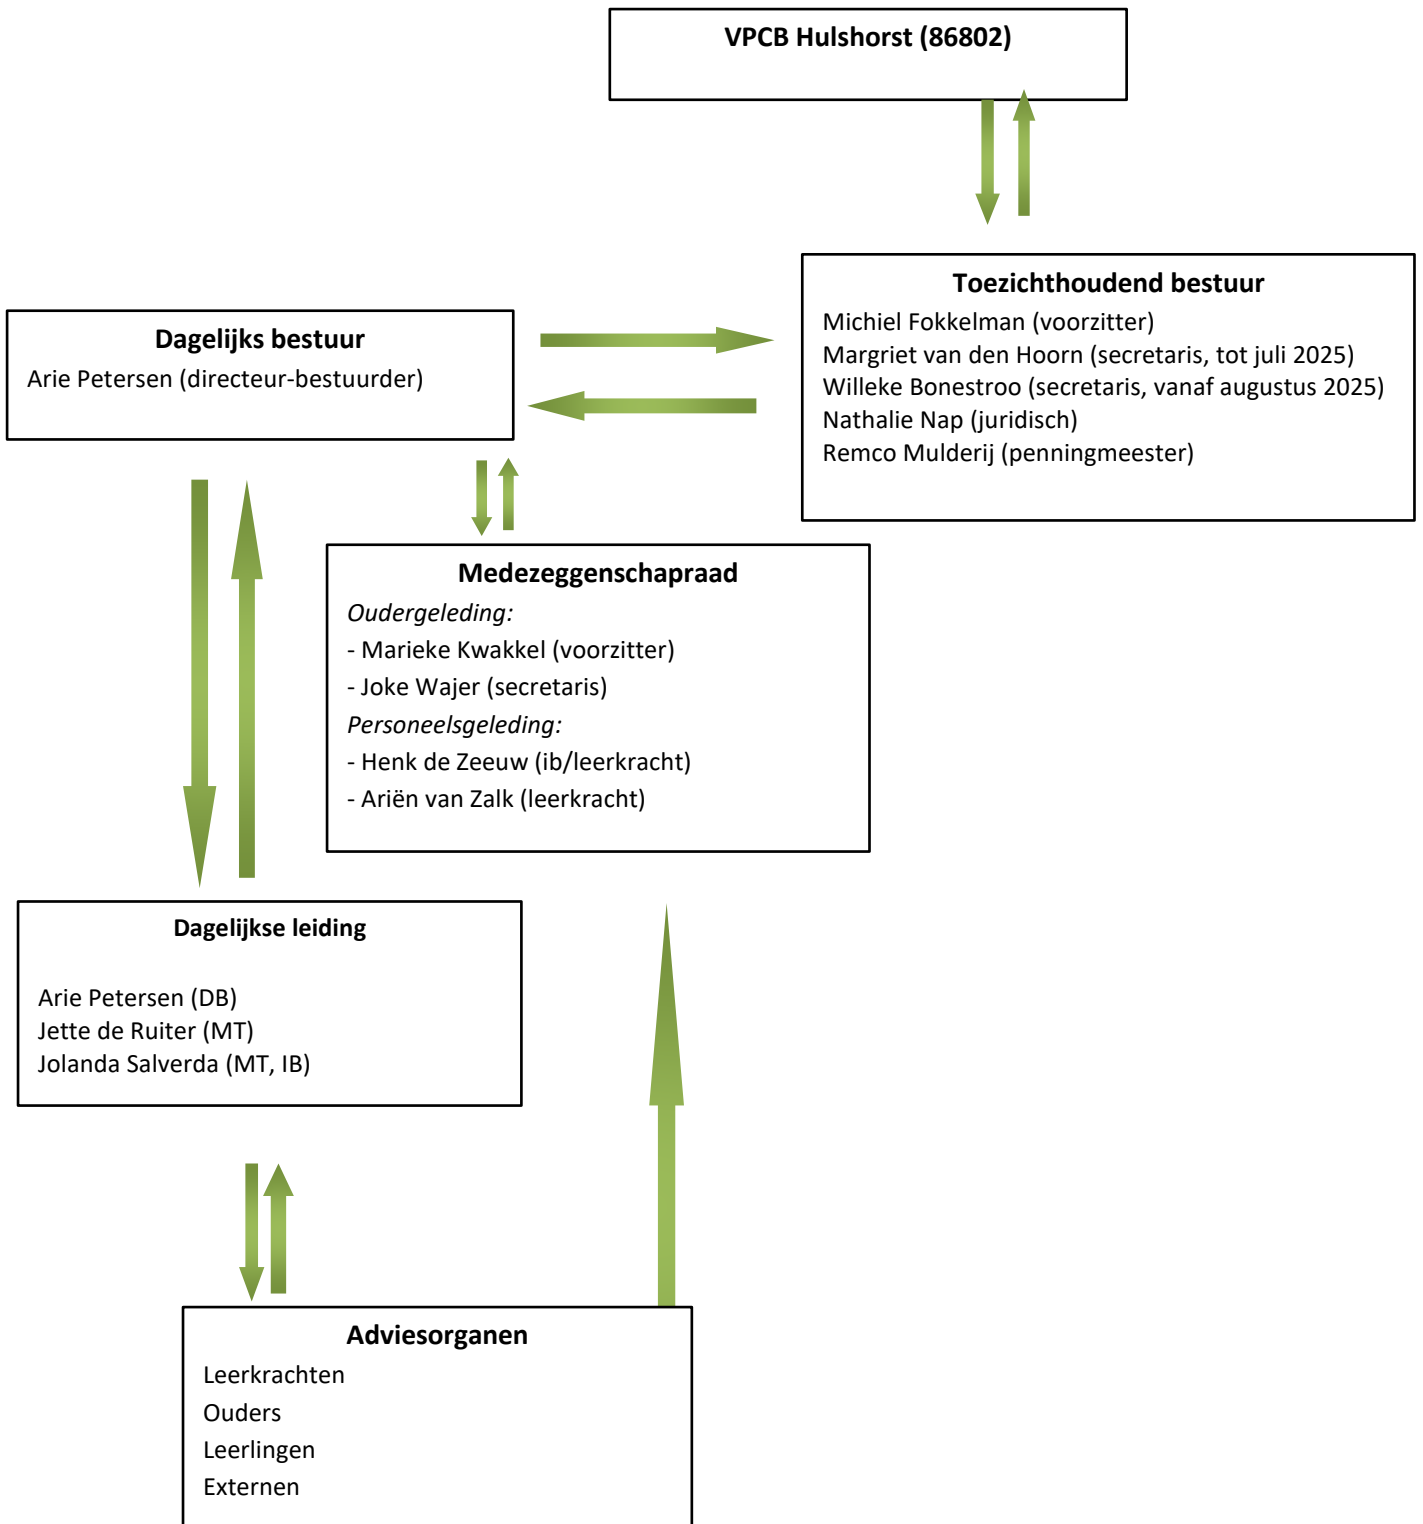 VPCB Hulshorst (86802)
Toezichthoudend bestuur
Michiel Fokkelman (voorzitter)
Margriet van den Hoorn (secretaris, tot juli 2025)
Willeke Bonestroo (secretaris, vanaf augustus 2025)
Nathalie Nap (juridisch)
Remco Mulderij (penningmeester)
Dagelijks bestuur
Arie Petersen (directeur-bestuurder)
Medezeggenschapraad
Oudergeleding:
- Marieke Kwakkel (voorzitter)
- Joke Wajer (secretaris)
Personeelsgeleding:
- Henk de Zeeuw (ib/leerkracht)
- Ariën van Zalk (leerkracht)
Dagelijkse leiding
Arie Petersen (DB)
Jette de Ruiter (MT)
Jolanda Salverda (MT, IB)
Adviesorganen
Leerkrachten
Ouders
Leerlingen
Externen